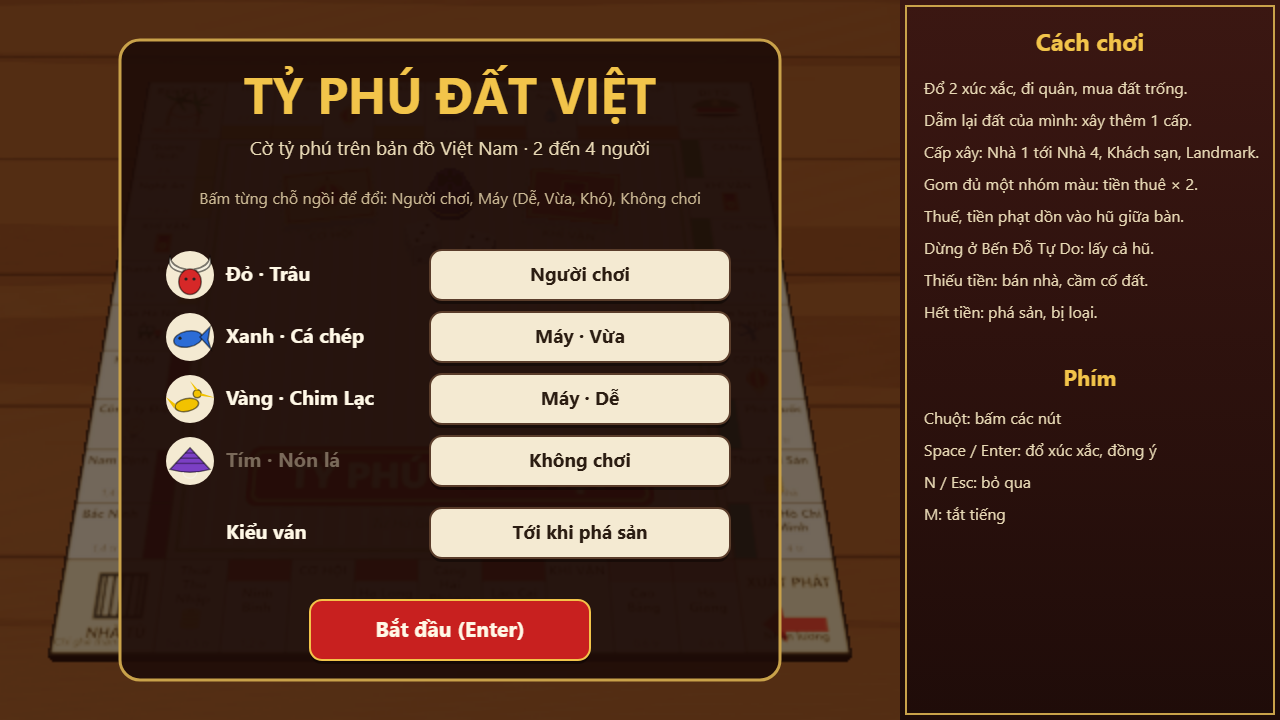 TỶ PHÚ ĐẤT VIỆT
Cờ tỷ phú trên bản đồ Việt Nam · 2 đến 4 người
Bấm từng chỗ ngồi để đổi: Người chơi, Máy (Dễ, Vừa, Khó), Không chơi
Đỏ · Trâu
Người chơi
Xanh · Cá chép
Máy · Vừa
Vàng · Chim Lạc
Máy · Dễ
Tím · Nón lá
Không chơi
Kiểu ván
Tới khi phá sản
Bắt đầu (Enter)
Cách chơi
Đổ 2 xúc xắc, đi quân, mua đất trống.
Dẫm lại đất của mình: xây thêm 1 cấp.
Cấp xây: Nhà 1 tới Nhà 4, Khách sạn, Landmark.
Gom đủ một nhóm màu: tiền thuê × 2.
Thuế, tiền phạt dồn vào hũ giữa bàn.
Dừng ở Bến Đỗ Tự Do: lấy cả hũ.
Thiếu tiền: bán nhà, cầm cố đất.
Hết tiền: phá sản, bị loại.
Phím
Chuột: bấm các nút
Space / Enter: đổ xúc xắc, đồng ý
N / Esc: bỏ qua
M: tắt tiếng